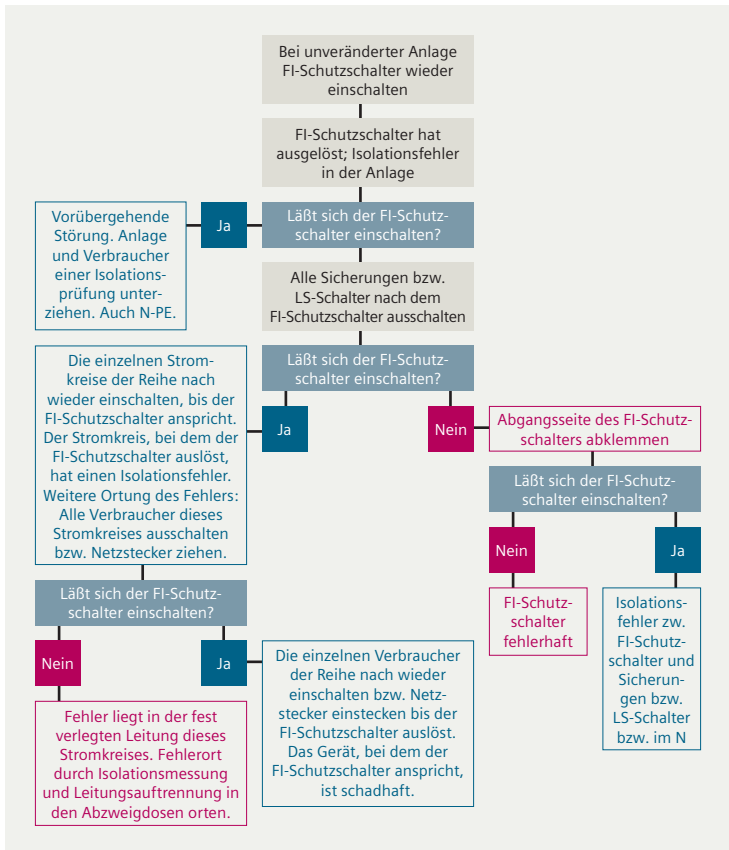 Bei unveränderter Anlage
FI-Schutzschalter wieder
einschalten
FI-Schutzschalter hat
ausgelöst; Isolationsfehler
in der Anlage
Läßt sich der FI-Schutz-
schalter einschalten?
Ja
Vorübergehende
Störung. Anlage
und Verbraucher
einer Isolations-
prüfung unter-
ziehen. Auch N-PE.
Alle Sicherungen bzw.
LS-Schalter nach dem
FI-Schutzschalter ausschalten
Läßt sich der FI-Schutz-
schalter einschalten?
Ja
Die einzelnen Strom-
kreise der Reihe nach
wieder einschalten, bis der
FI-Schutzschalter anspricht.
Der Stromkreis, bei dem der
FI-Schutzschalter auslöst,
hat einen Isolationsfehler.
Weitere Ortung des Fehlers:
Alle Verbraucher dieses
Stromkreises ausschalten
bzw. Netzstecker ziehen.
Nein
Abgangsseite des FI-Schutz-
schalters abklemmen
Läßt sich der FI-Schutz-
schalter einschalten?
Nein
Ja
FI-Schutz-
schalter
fehlerhaft
Isolations-
fehler zw.
FI-Schutz-
schalter und
Sicherun-
gen bzw.
LS-Schalter
bzw. im N
Läßt sich der FI-Schutz-
schalter einschalten?
Nein
Ja
Fehler liegt in der fest
verlegten Leitung dieses
Stromkreises. Fehlerort
durch Isolationsmessung
und Leitungsauftrennung in
den Abzweigdosen orten.
Die einzelnen Verbraucher
der Reihe nach wieder
einschalten bzw. Netz-
stecker einstecken bis der
FI-Schutzschalter auslöst.
Das Gerät, bei dem der
FI-Schutzschalter anspricht,
ist schadhaft.